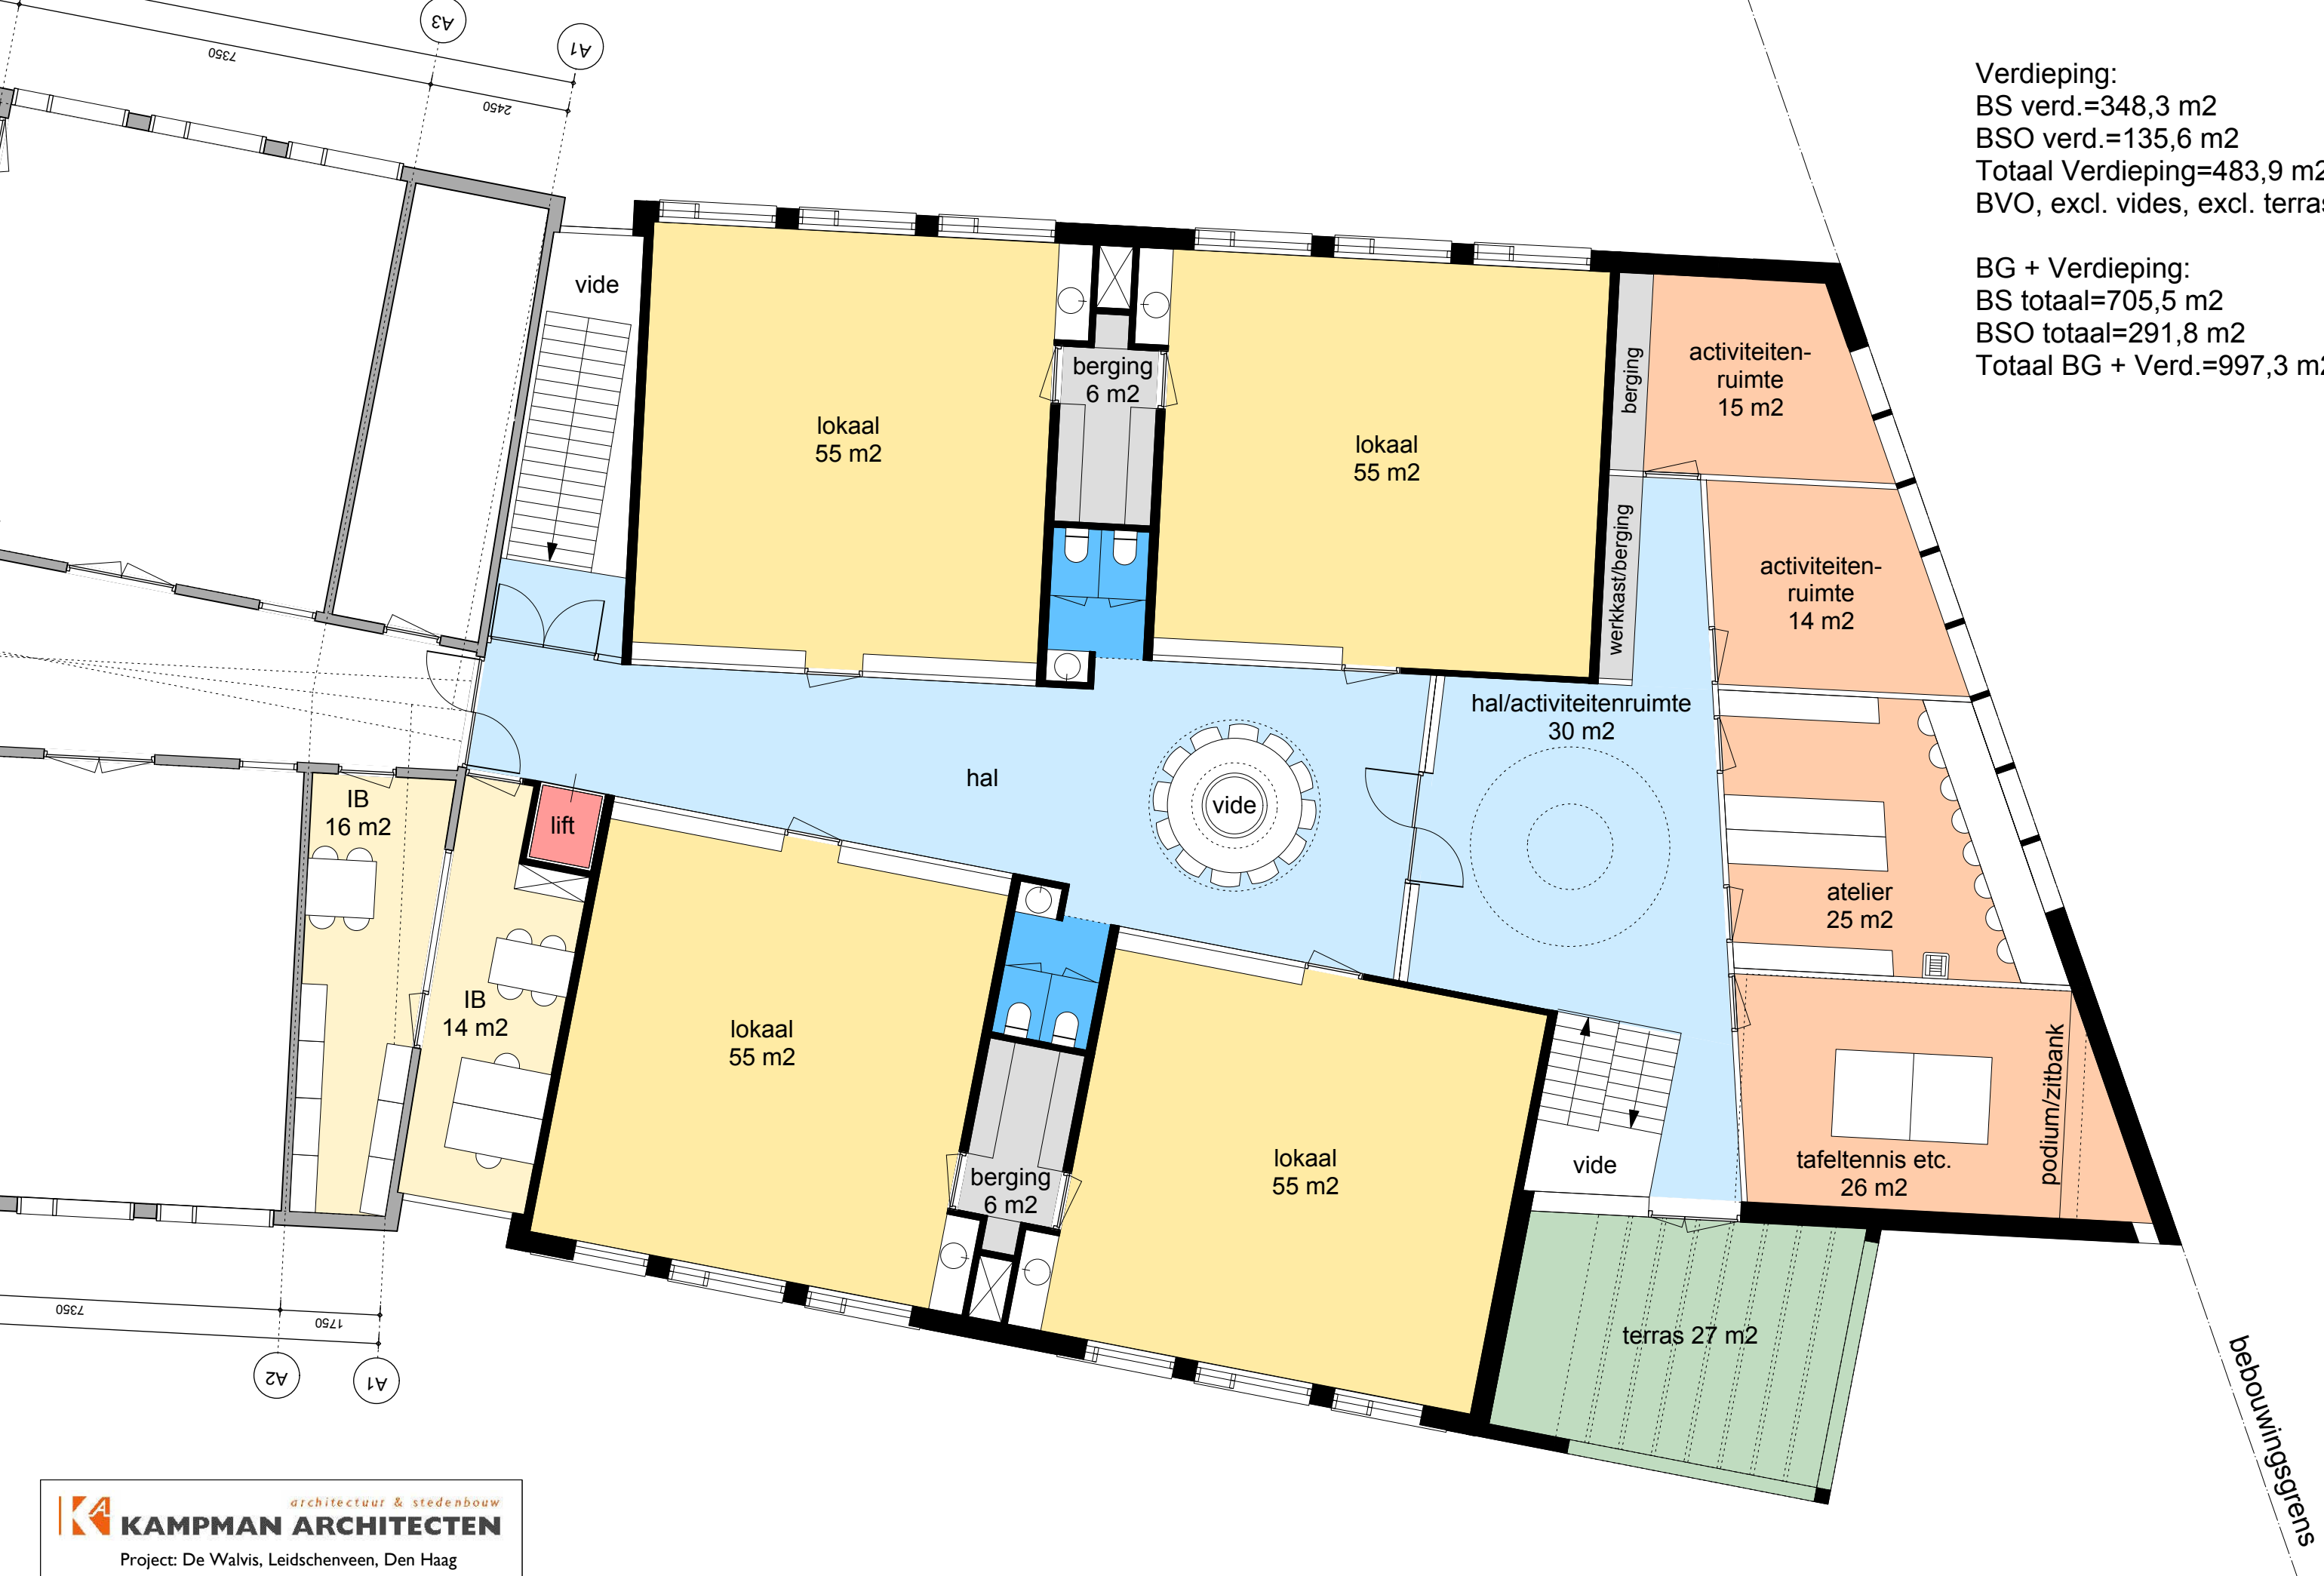 A3
A1
7350
2450
Verdieping:
BS verd.=348,3 m2
BSO verd.=135,6 m2
Totaal Verdieping=483,9 m2
BVO, excl. vides, excl. terras
BG + Verdieping:
BS totaal=705,5 m2
BSO totaal=291,8 m2
Totaal BG + Verd.=997,3 m2
vide
lokaal
55 m2
berging
6 m2
lokaal
55 m2
berging
activiteiten-
ruimte
15 m2
werkkast/berging
activiteiten-
ruimte
14 m2
hal/activiteitenruimte
30 m2
hal
vide
IB
16 m2
lift
atelier
25 m2
IB
14 m2
lokaal
55 m2
berging
6 m2
lokaal
55 m2
vide
tafeltennis etc.
26 m2
podium/zitbank
terras 27 m2
7350
1750
A2
A1
bebouwingsgrens
KA
architectuur & stedenbouw
KAMPMAN ARCHITECTEN
Project: De Walvis, Leidschenveen, Den Haag